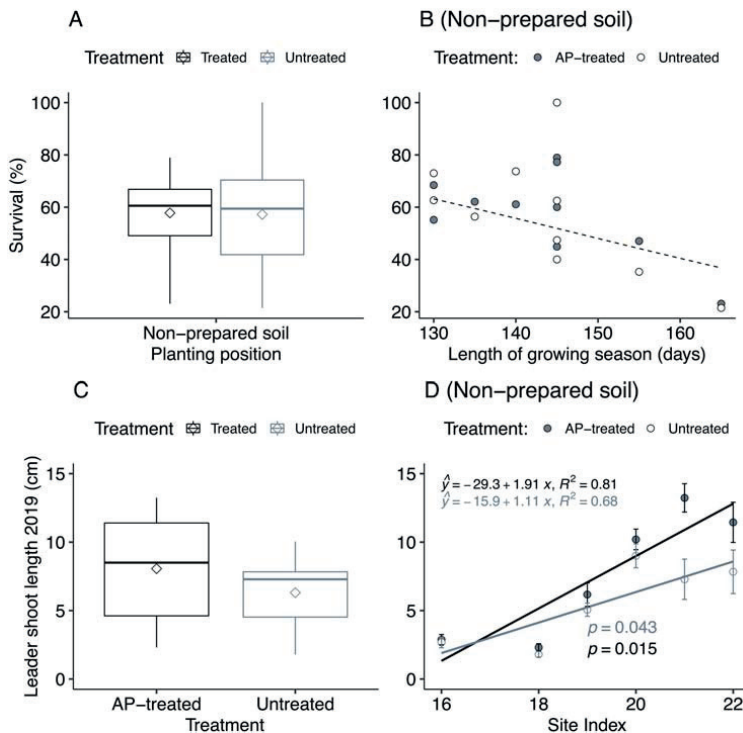 A
Treatment Treated Untreated
Survival (%)
100
80
60
40
20
Non−prepared soil
Planting position
B (Non−prepared soil)
Treatment: AP−treated Untreated
100
80
60
40
20
130 140 150 160
Length of growing season (days)
C
Treatment Treated Untreated
Leader shoot length 2019 (cm)
15
10
5
0
AP−treated Untreated
Treatment
D (Non−prepared soil)
Treatment: AP−treated Untreated
15
10
5
0
ŷ = −29.3 + 1.91 x, R² = 0.81
ŷ = −15.9 + 1.11 x, R² = 0.68
p = 0.043
p = 0.015
16 18 20 22
Site Index